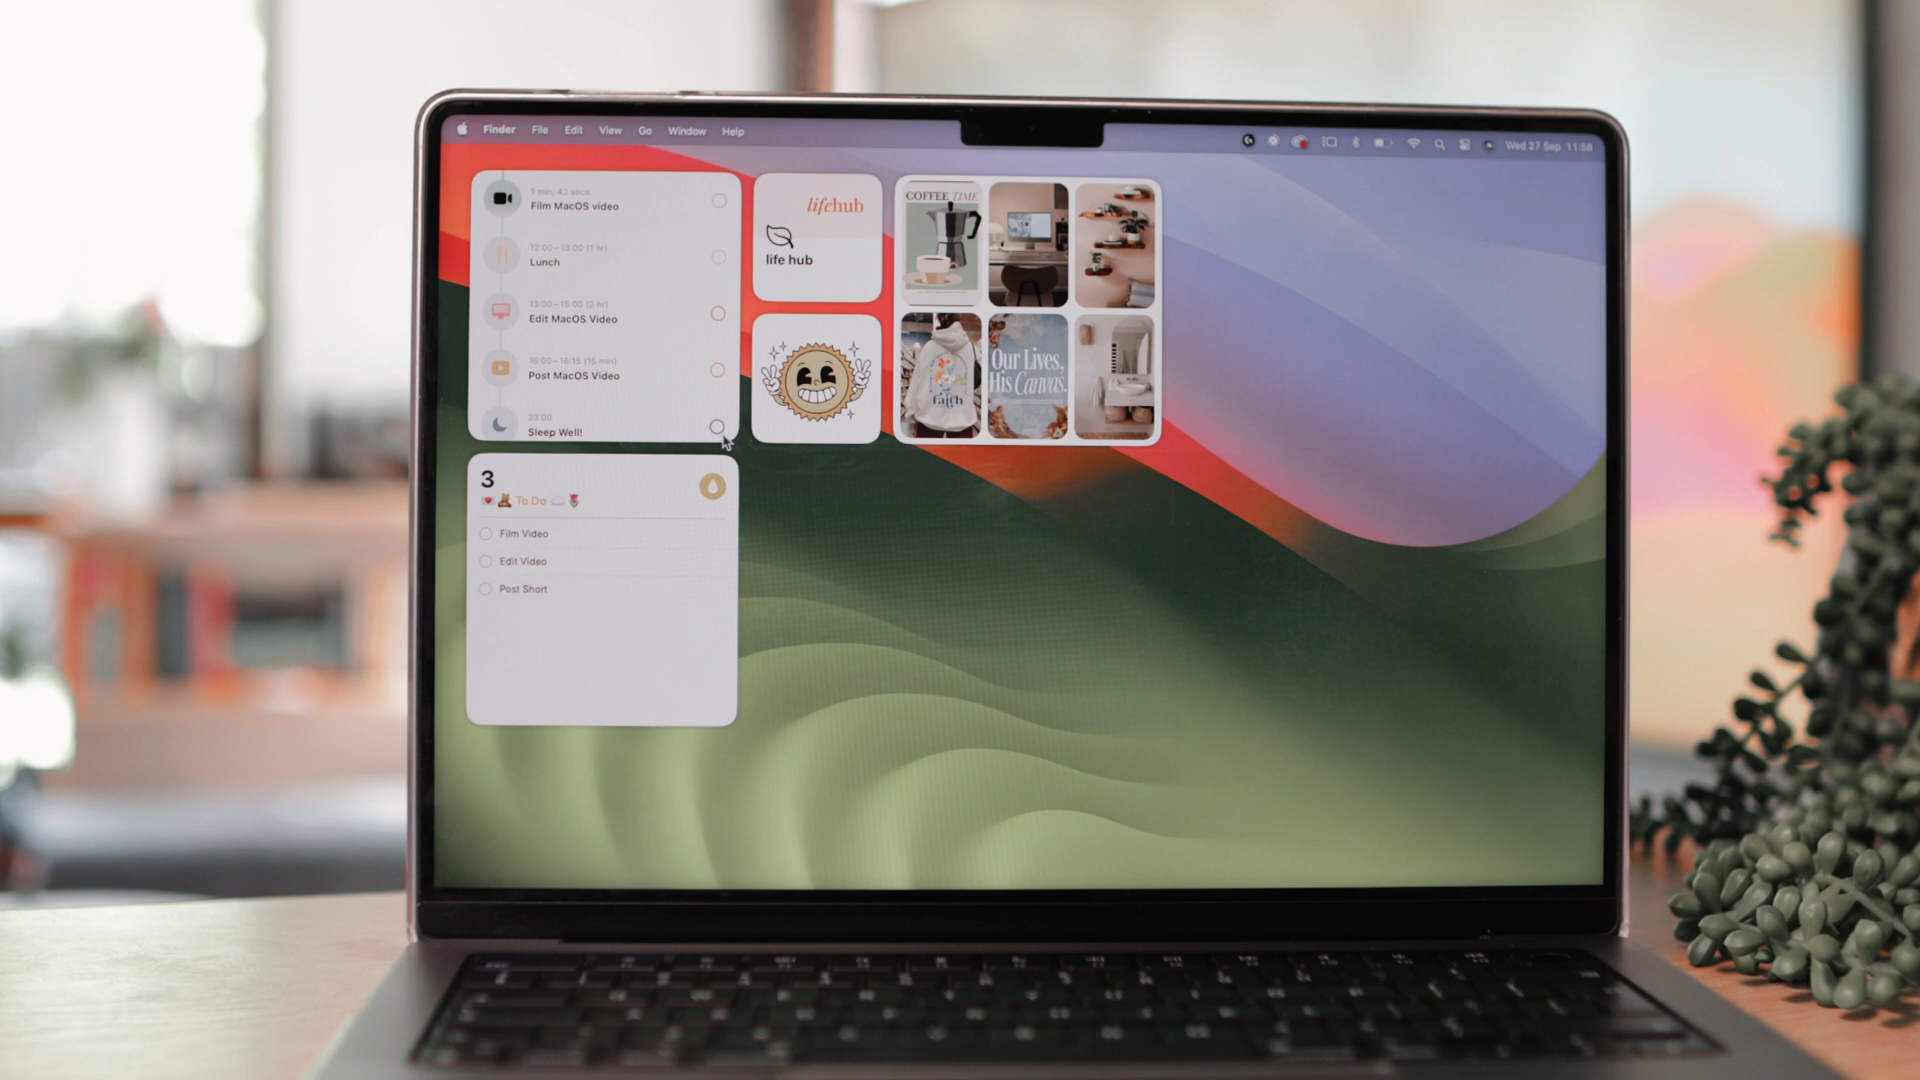 Finder File Edit View Go Window Help
Wed 27 Sep 11:58
1 min, 42 secs
Film MacOS video
12:00 – 13:00 (1 hr)
Lunch
13:00 – 15:00 (2 hr)
Edit MacOS Video
16:00 – 16:15 (15 min)
Post MacOS Video
23:00
Sleep Well!
lifehub
life hub
COFFEE TIME
faith
Our Lives,
His Canvas.
3
To Do
Film Video
Edit Video
Post Short